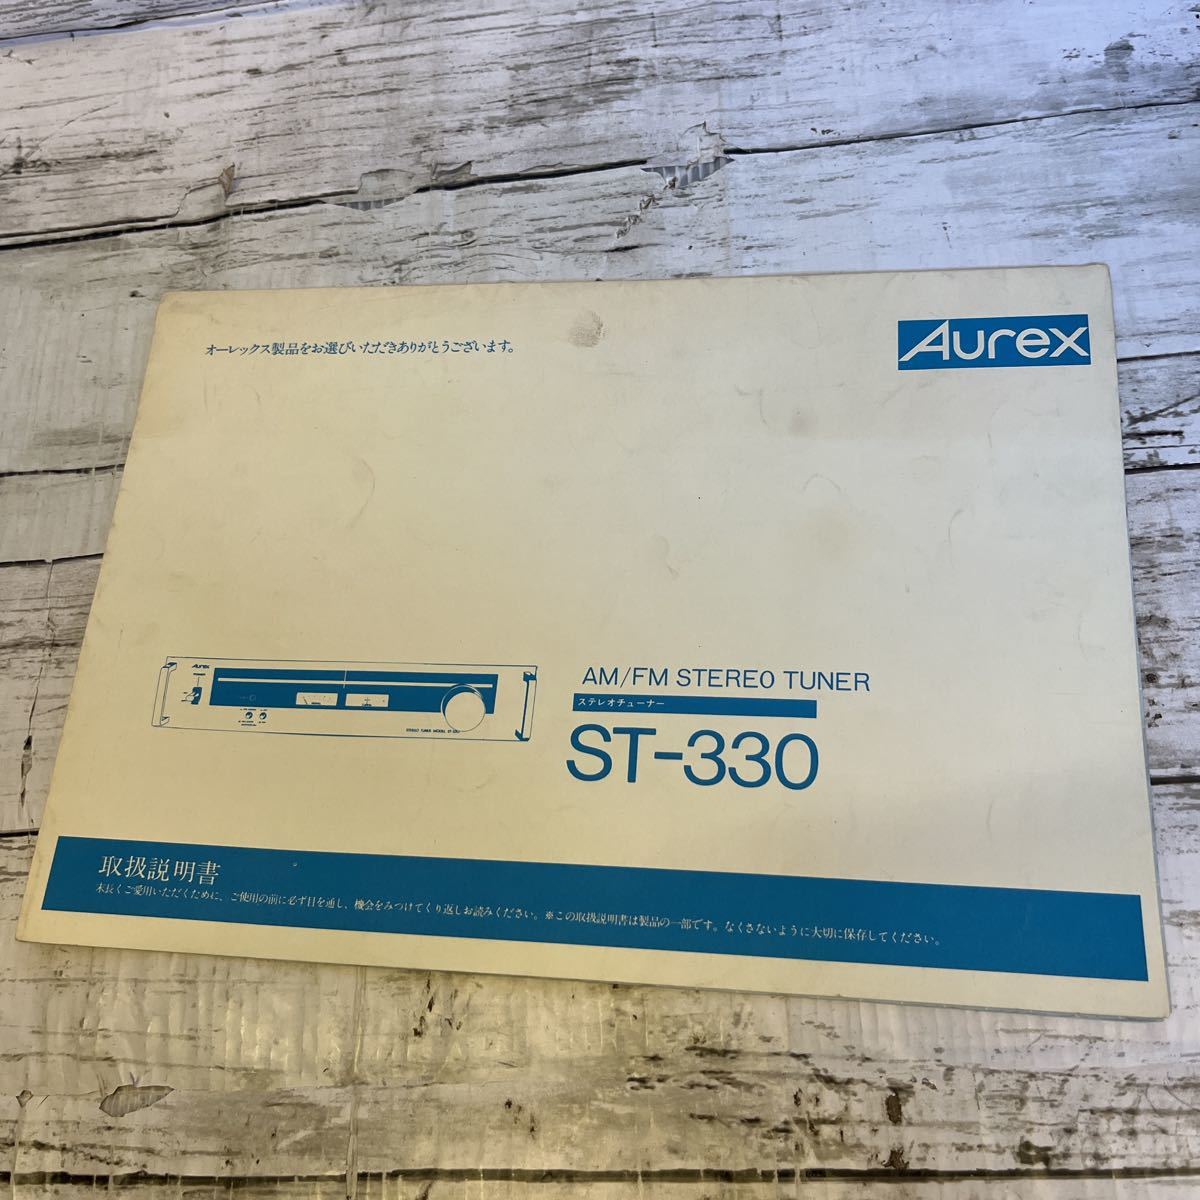 オーレックス製品をお選びいただきありがとうございます。
Aurex
Aurex
AM/FM STEREO TUNER
ステレオチューナー
ST-330
STEREO TUNER MODEL ST-330
取扱説明書
末長くご愛用いただくために、ご使用の前に必ず目を通し、機会をみつけてくり返しお読みください。※この取扱説明書は製品の一部です。なくさないように大切に保存してください。